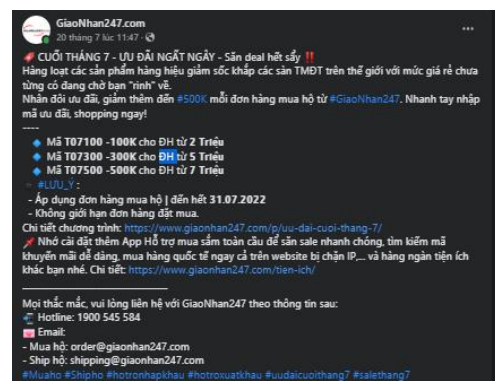 GiaoNhan247.com
20 tháng 7 lúc 11:47 ·
🚀 CUỐI THÁNG 7 - ƯU ĐÃI NGẤT NGÂY - Săn deal hết sẩy ‼️
Hàng loạt các sản phẩm hàng hiệu giảm sốc khắp các sàn TMĐT trên thế giới với mức giá rẻ chưa
từng có đang chờ bạn "rinh" về.
Nhân đôi ưu đãi, giảm thêm đến #500K mỗi đơn hàng mua hộ từ #GiaoNhan247. Nhanh tay nhập
mã ưu đãi, shopping ngay!
----
🔹 Mã T07100 -100K cho ĐH từ 2 Triệu
🔹 Mã T07300 -300K cho ĐH từ 5 Triệu
🔹 Mã T07500 -500K cho ĐH từ 7 Triệu
#LƯU_Ý :
- Áp dụng đơn hàng mua hộ | đến hết 31.07.2022
- Không giới hạn đơn hàng đặt mua.
Chi tiết chương trình: https://www.giaonhan247.com/p/uu-dai-cuoi-thang-7/
📌 Nhớ cài đặt thêm App Hỗ trợ mua sắm toàn cầu để săn sale nhanh chóng, tìm kiếm mã
khuyến mãi dễ dàng, mua hàng quốc tế ngay cả trên website bị chặn IP,... và hàng ngàn tiện ích
khác bạn nhé. Chi tiết: https://www.giaonhan247.com/tien-ich/
Mọi thắc mắc, vui lòng liên hệ với GiaoNhan247 theo thông tin sau:
📲 Hotline: 1900 545 584
💌 Email:
- Mua hộ: order@giaonhan247.com
- Ship hộ: shipping@giaonhan247.com
#Muaho #Shipho #hotronhapkhau #hotroxuatkhau #uudaicuoithang7 #salethang7